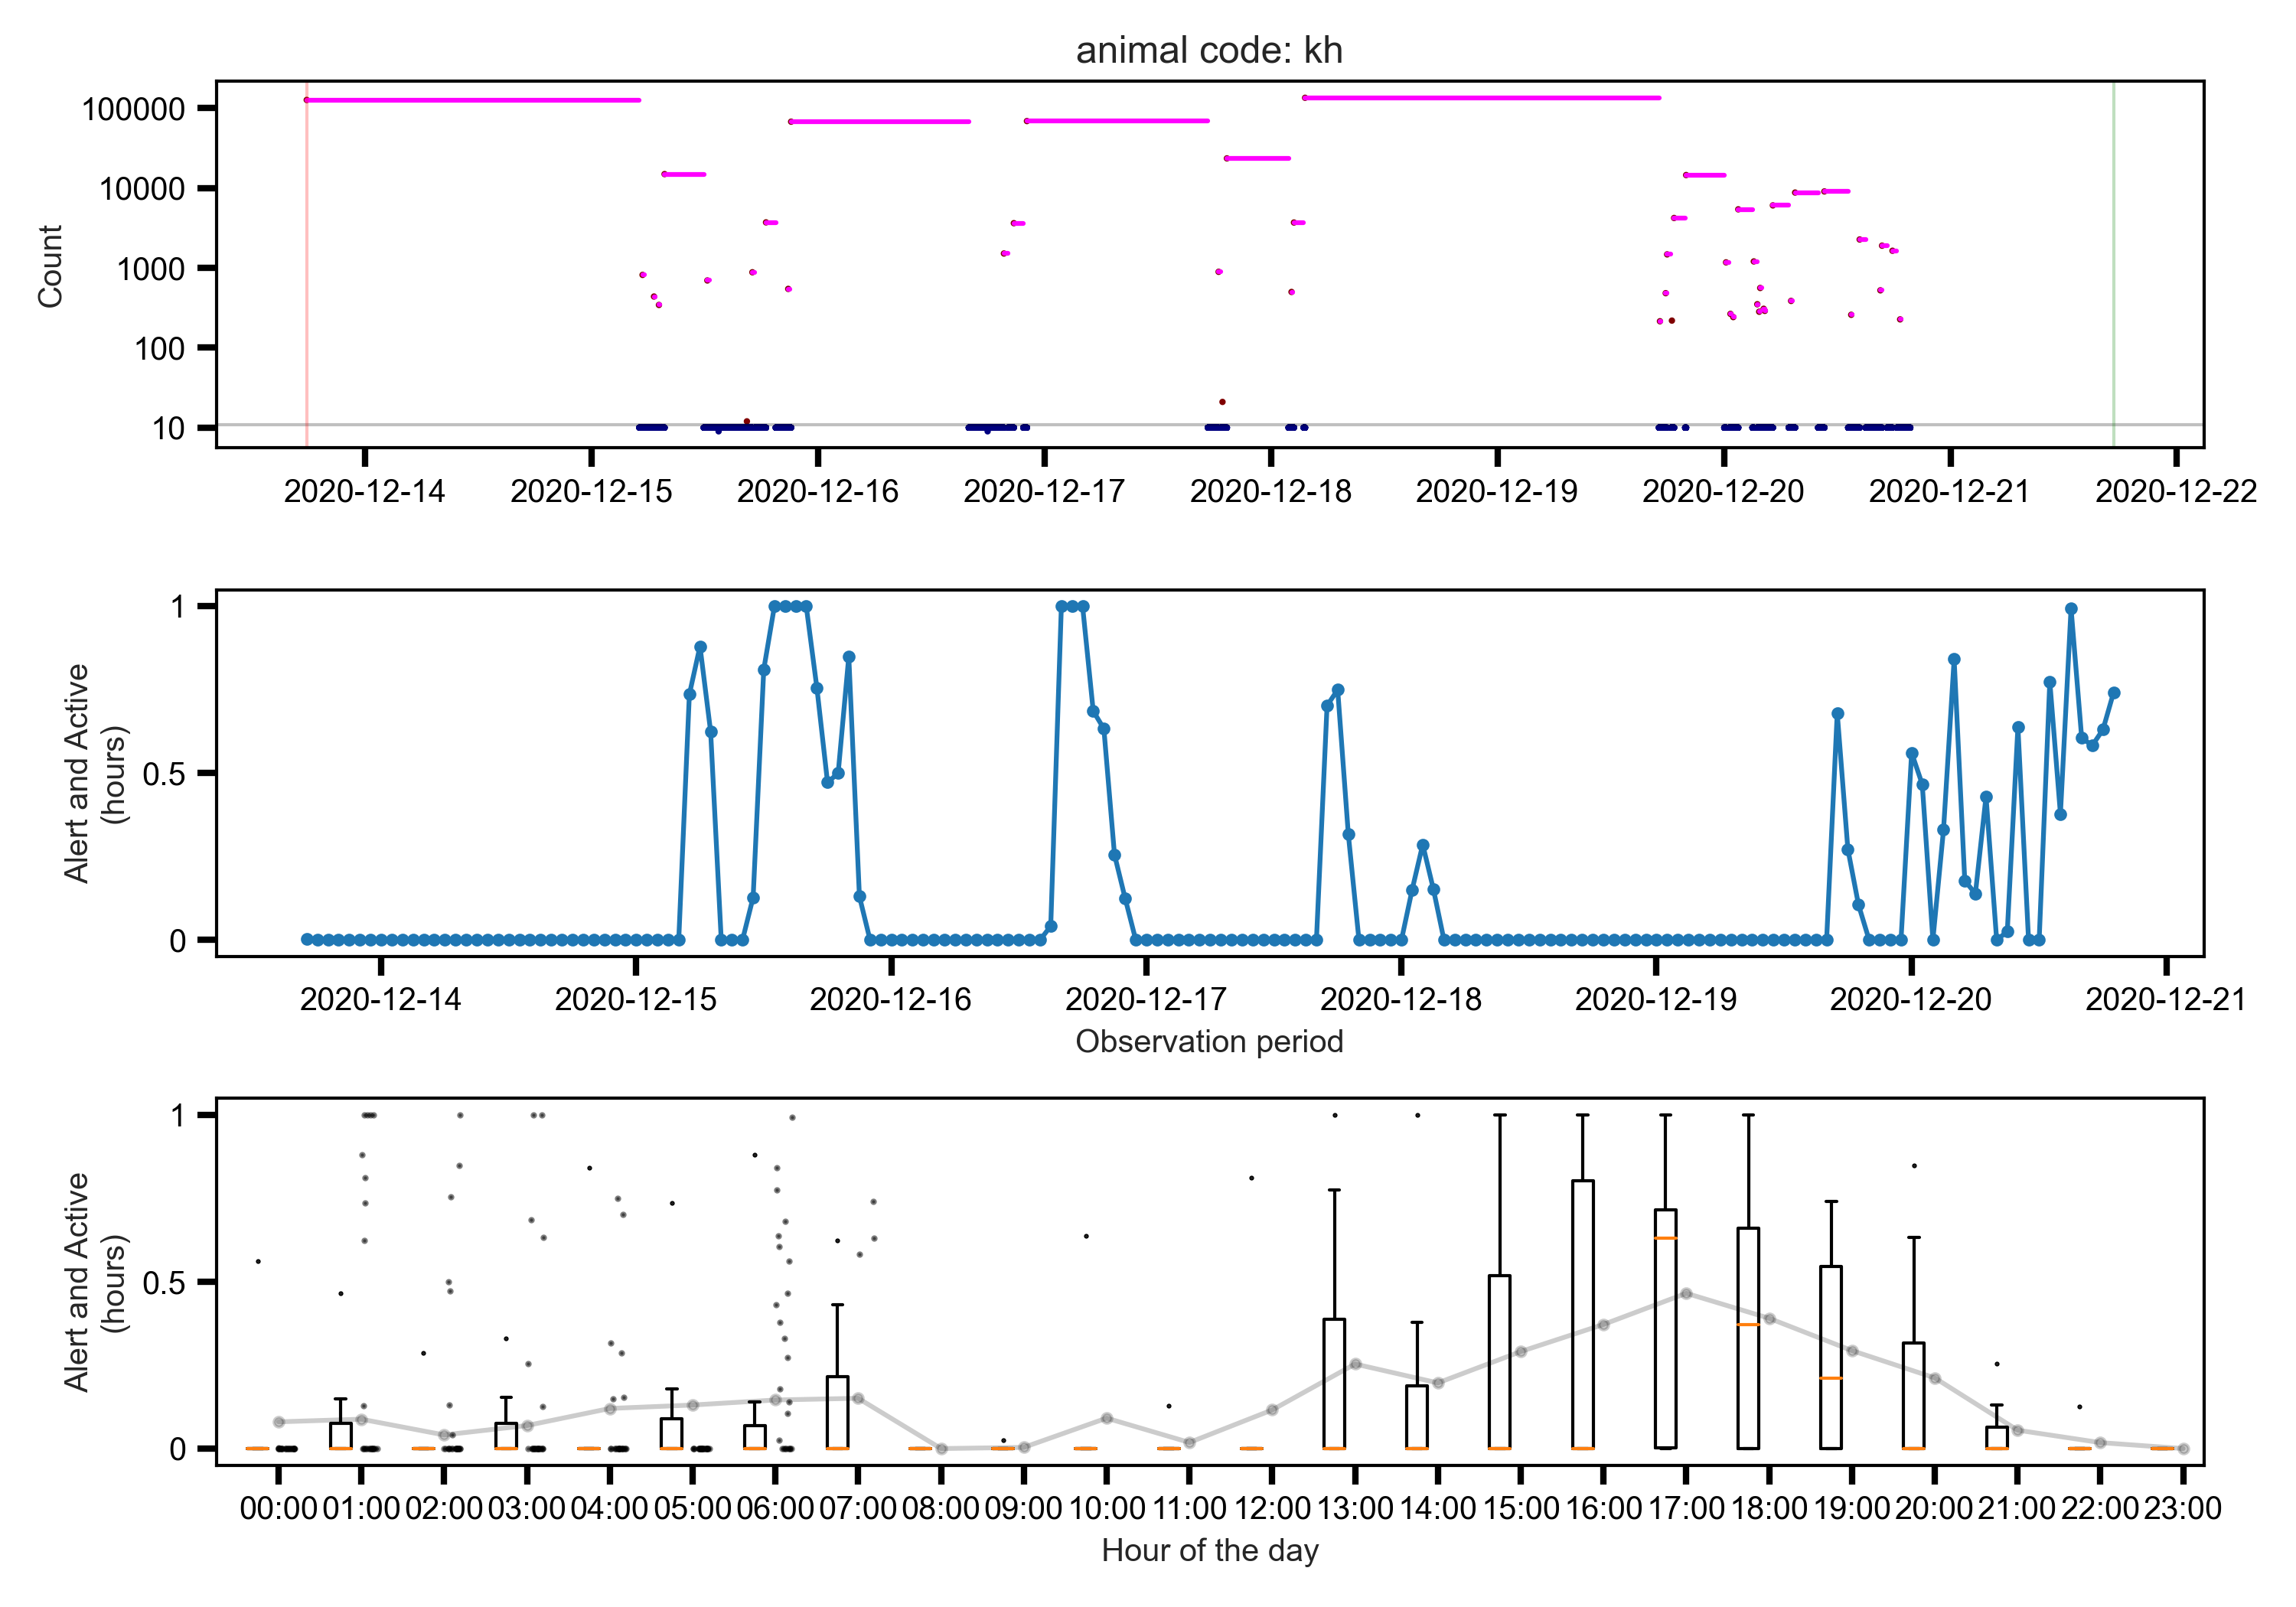 animal code: kh
Count
100000
10000
1000
100
10
2020-12-14 2020-12-15 2020-12-16 2020-12-17 2020-12-18 2020-12-19 2020-12-20 2020-12-21 2020-12-22
Alert and Active
(hours)
1
0.5
0
2020-12-14 2020-12-15 2020-12-16 2020-12-17 2020-12-18 2020-12-19 2020-12-20 2020-12-21
Observation period
Alert and Active
(hours)
1
0.5
0
00:00 01:00 02:00 03:00 04:00 05:00 06:00 07:00 08:00 09:00 10:00 11:00 12:00 13:00 14:00 15:00 16:00 17:00 18:00 19:00 20:00 21:00 22:00 23:00
Hour of the day